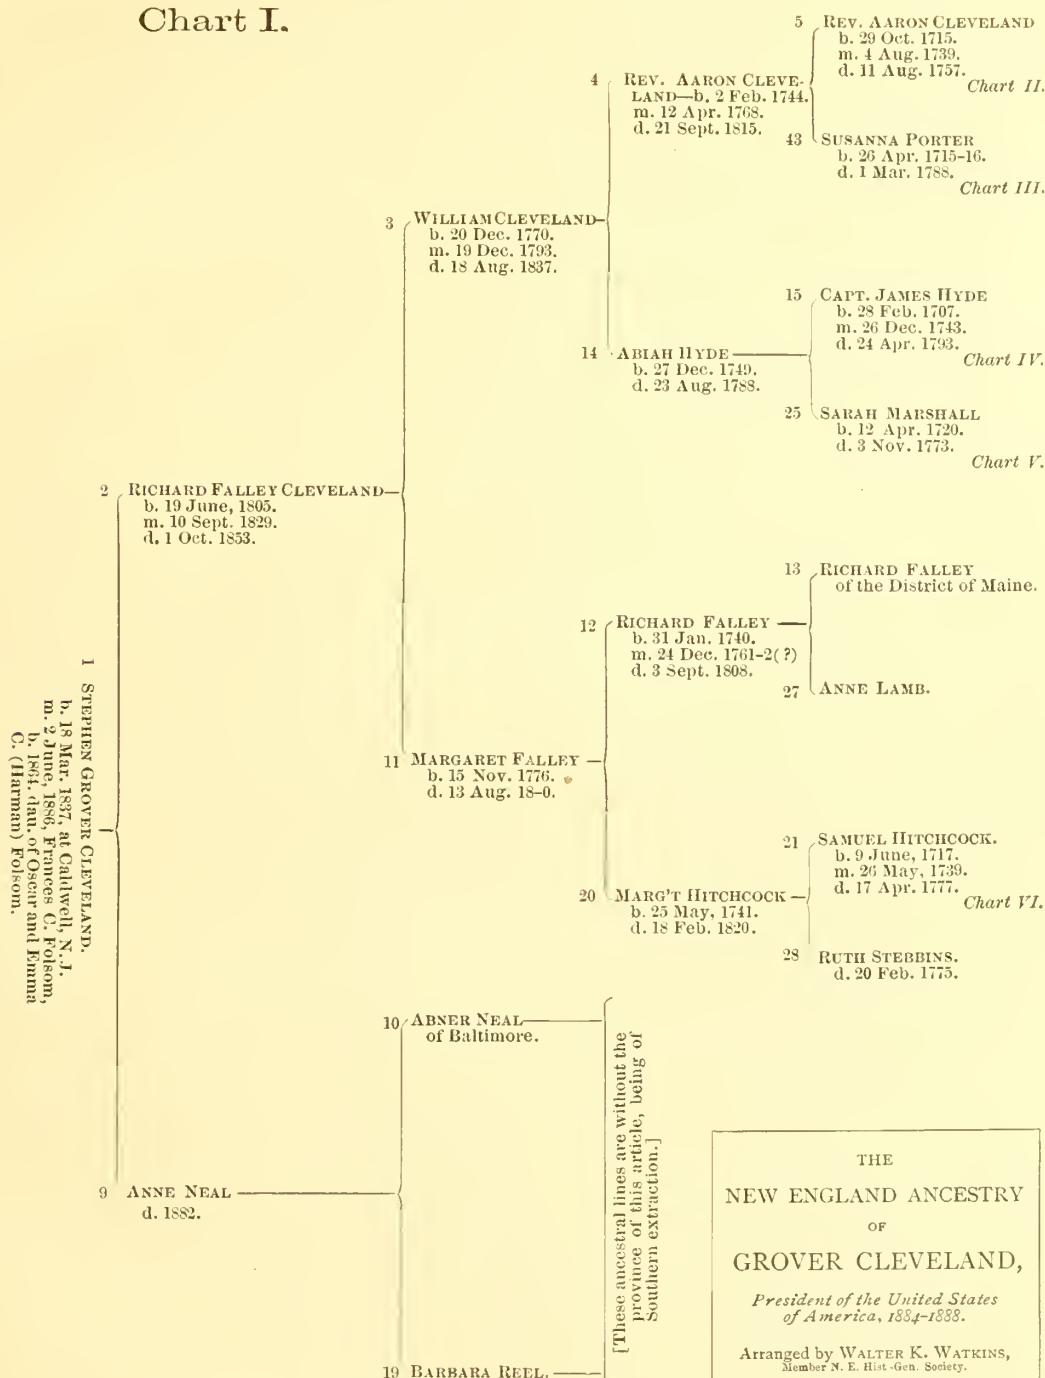 Chart I.
5 REV. AARON CLEVELAND
b. 29 Oct. 1715.
m. 4 Aug. 1739.
d. 11 Aug. 1757.
Chart II.
4 REV. AARON CLEVE-
LAND—b. 2 Feb. 1744.
m. 12 Apr. 1768.
d. 21 Sept. 1815.
43 SUSANNA PORTER
b. 26 Apr. 1715-16.
d. 1 Mar. 1788.
Chart III.
3 WILLIAM CLEVELAND
b. 20 Dec. 1770.
m. 19 Dec. 1793.
d. 18 Aug. 1837.
15 CAPT. JAMES HYDE
b. 28 Feb. 1707.
m. 26 Dec. 1743.
d. 24 Apr. 1793.
Chart IV.
14 ABIAH HYDE
b. 27 Dec. 1749.
d. 23 Aug. 1788.
25 SARAH MARSHALL
b. 12 Apr. 1720.
d. 3 Nov. 1773.
Chart V.
2 RICHARD FALLEY CLEVELAND
b. 19 June, 1805.
m. 10 Sept. 1829.
d. 1 Oct. 1853.
13 RICHARD FALLEY
of the District of Maine.
12 RICHARD FALLEY
b. 31 Jan. 1740.
m. 24 Dec. 1761-2(?)
d. 3 Sept. 1808.
27 ANNE LAMB.
1 STEPHEN GROVER CLEVELAND.
b. 18 Mar. 1837, at Caldwell, N. J.
m. 2 June, 1886, Frances C. Folsom,
b. 1864. dau. of Oscar and Emma
C. (Harman) Folsom.
11 MARGARET FALLEY
b. 15 Nov. 1776.
d. 13 Aug. 18-0.
21 SAMUEL HITCHCOCK.
b. 9 June, 1717.
m. 26 May, 1739.
d. 17 Apr. 1777.
Chart VI.
20 MARG'T HITCHCOCK
b. 25 May, 1741.
d. 18 Feb. 1820.
28 RUTH STEBBINS.
d. 20 Feb. 1775.
10 ABNER NEAL
of Baltimore.
[These ancestral lines are without the
province of this article, being of
Southern extraction.]
9 ANNE NEAL
d. 1882.
19 BARBARA REEL.
THE
NEW ENGLAND ANCESTRY
OF
GROVER CLEVELAND,
President of the United States
of America, 1884-1888.
Arranged by WALTER K. WATKINS,
Member N. E. Hist-Gen. Society.